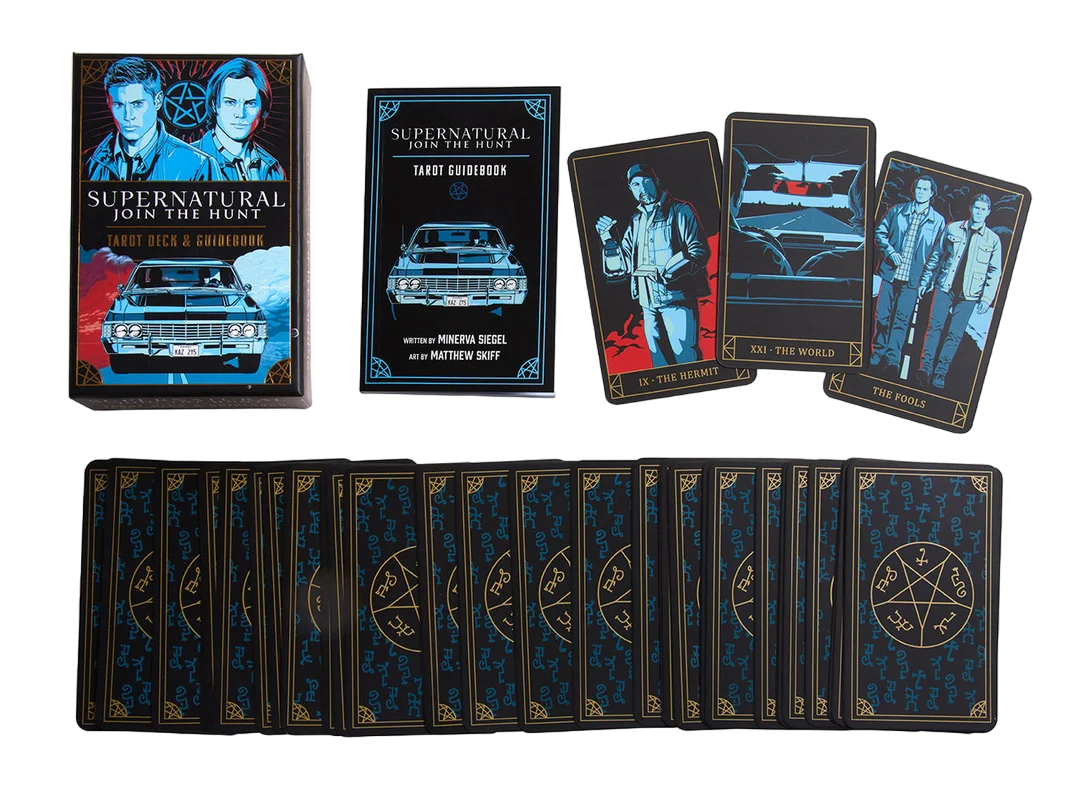 SUPERNATURAL
JOIN THE HUNT
TAROT DECK & GUIDEBOOK
KAZ 2Y5
SUPERNATURAL
JOIN THE HUNT
TAROT GUIDEBOOK
KAZ 2Y5
WRITTEN BY MINERVA SIEGEL
ART BY MATTHEW SKIFF
IX · THE HERMIT
XXI · THE WORLD
THE FOOLS